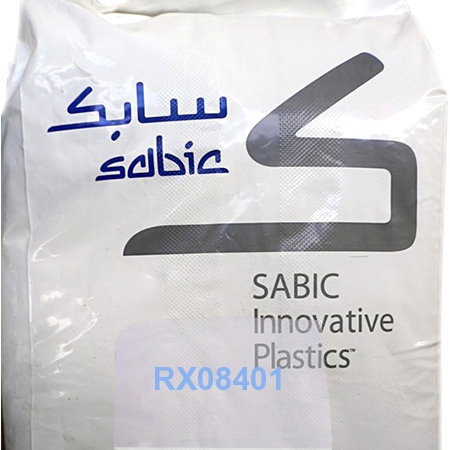 سابك
sabic
SABIC
Innovative
Plastics™
RX08401